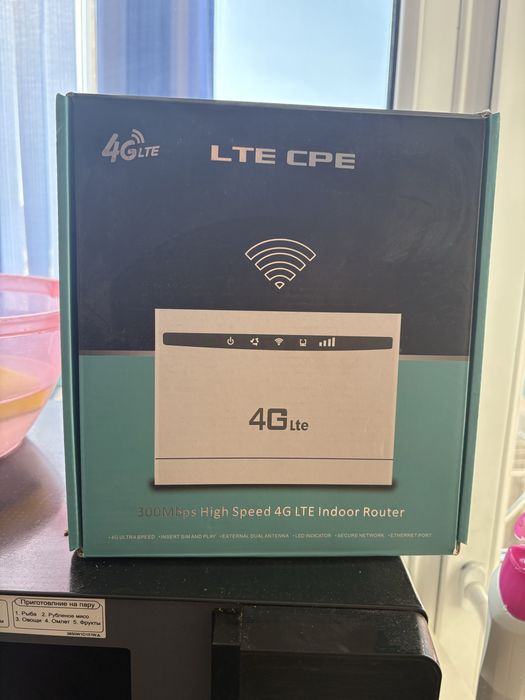 4G LTE
LTE CPE
4G Lte
300Mbps High Speed 4G LTE Indoor Router
•4G ULTRA SPEED •INSERT SIM AND PLAY •EXTERNAL DUAL ANTENNA •LED INDICATOR •SECURE NETWORK •ETHERNET PORT
Приготовление на пару
1. Рыба 2. Рубленое мясо
3. Овощи 4. Омлет 5. Фрукты